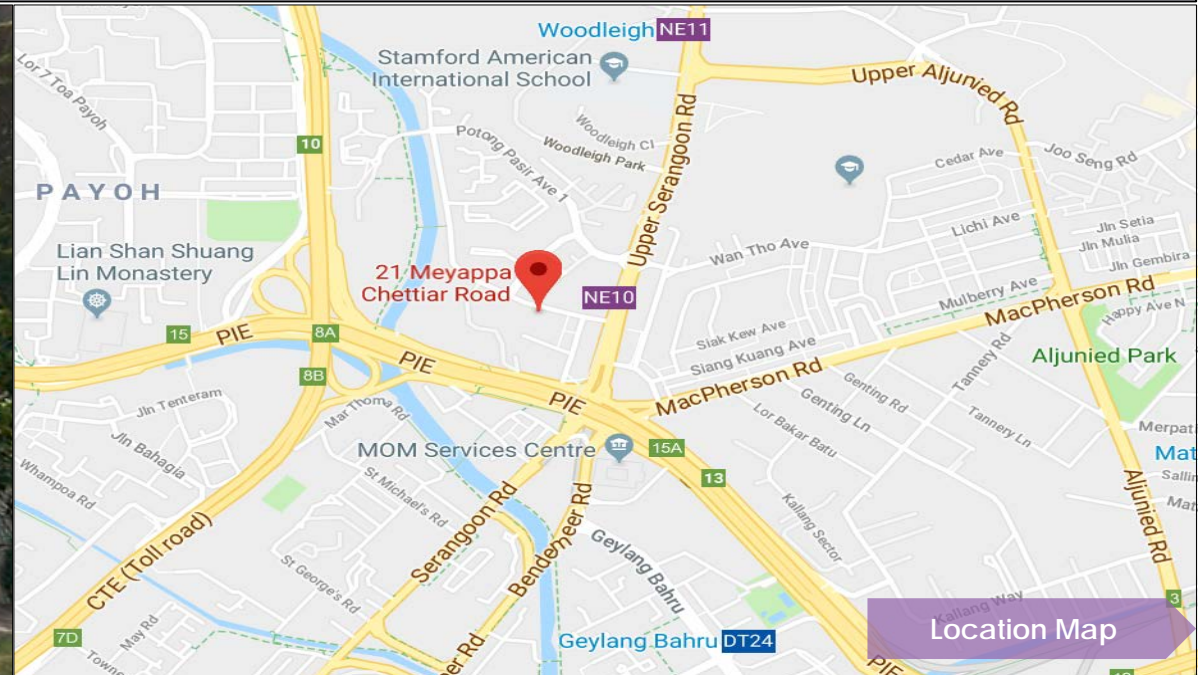 Woodleigh NE11
Stamford American
International School
Upper Aljunied Rd
Lor 7 Toa Payoh
10
Woodleigh Cl
Potong Pasir Ave 1
Woodleigh Park
Upper Serangoon Rd
Cedar Ave
Joo Seng Rd
PAYOH
Lichi Ave
Jln Setia
Jln Mulia
Jln Gembira
Lian Shan Shuang
Lin Monastery
Wan Tho Ave
21 Meyappa
Chettiar Road
NE10
Mulberry Ave
MacPherson Rd
Happy Ave N
15
PIE
8A
Siak Kew Ave
Siang Kuang Ave
Tannery Rd
Aljunied Park
PIE
8B
MacPherson Rd
Genting Rd
Genting Ln
Jln Tenteram
Mar Thoma Rd
PIE
Lor Bakar Batu
Tannery Ln
Jln Bahagia
MOM Services Centre
15A
Merpati
Mat
Whampoa Rd
St Michael's Rd
13
Sallim
Mat
Aljunied Rd
Serangoon Rd
Bendemeer Rd
Kallang Sector
CTE (Toll road)
Geylang Bahru
St George's Rd
Kallang Way
3
May Rd
7D
Geylang Bahru DT24
Location Map
Towne
er Rd
PIE